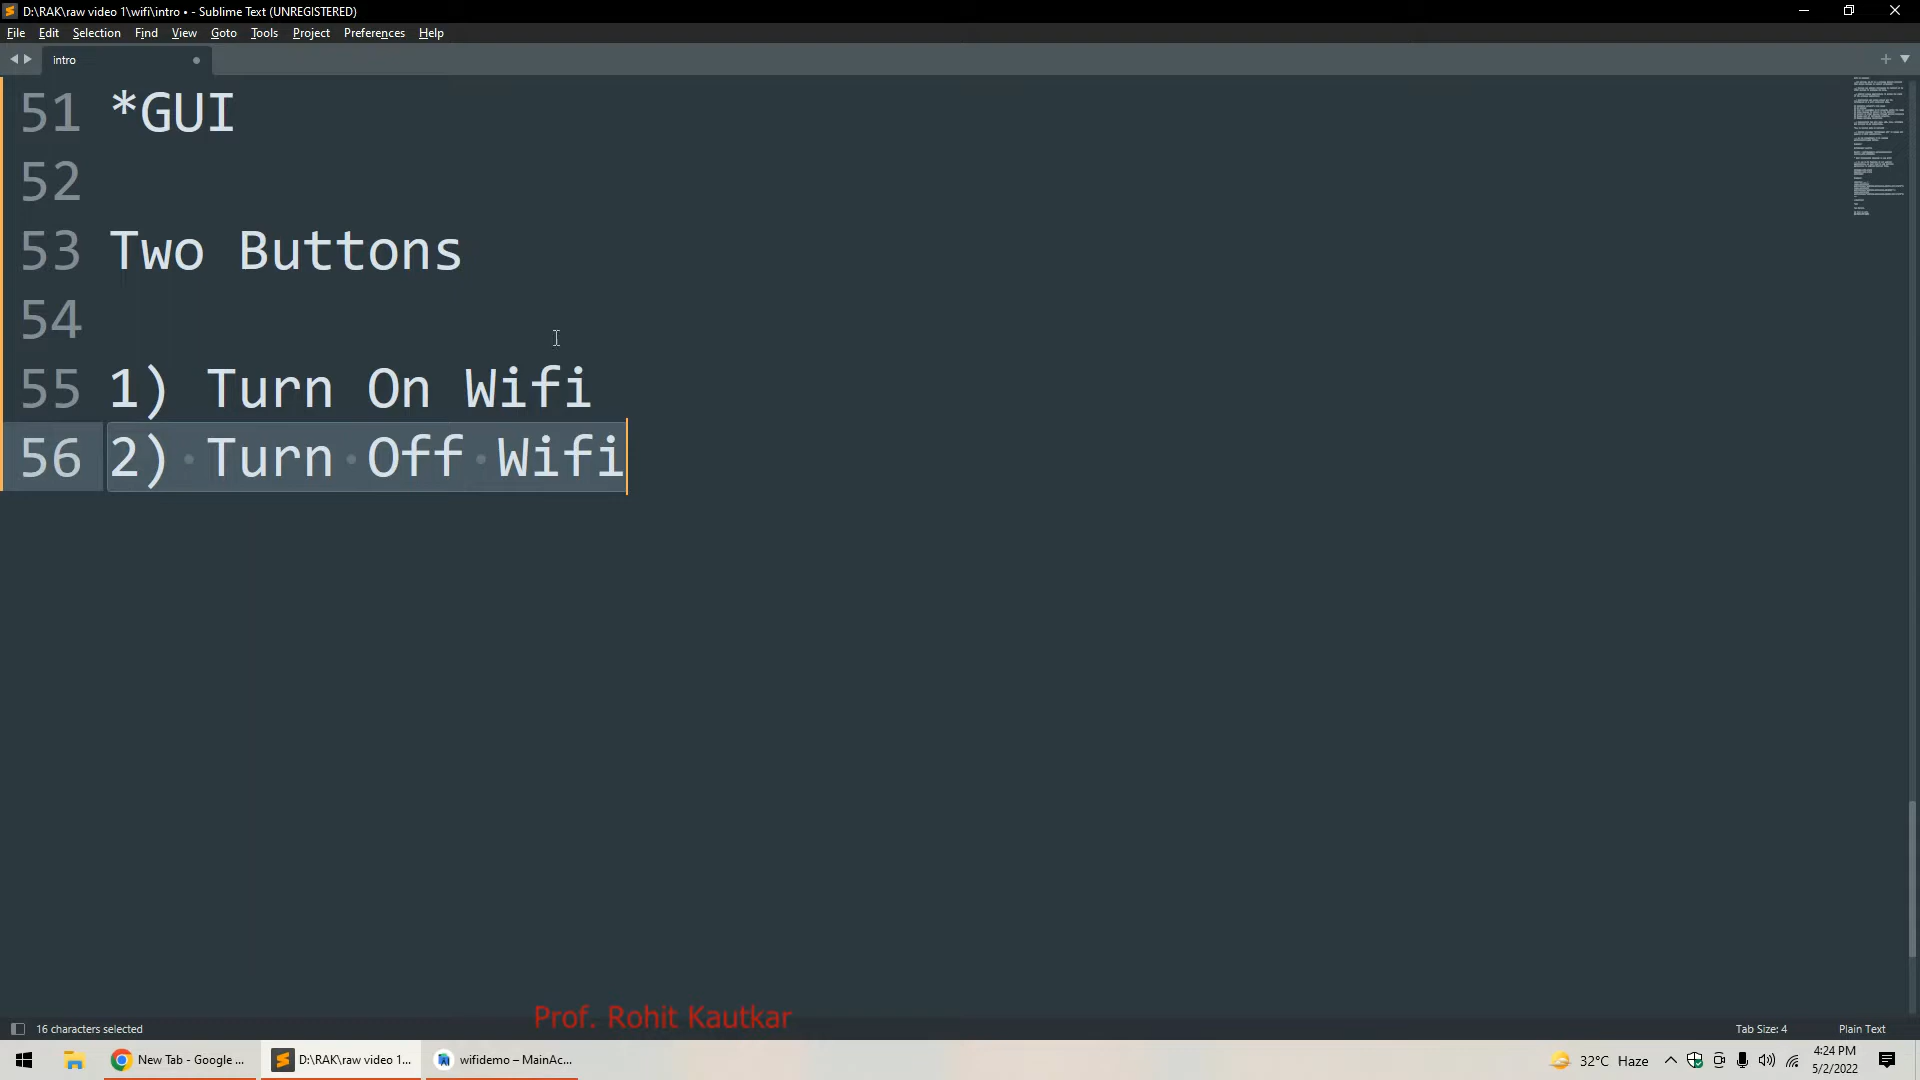 D:\RAK\raw video 1\wifi\intro • - Sublime Text (UNREGISTERED)
File Edit Selection Find View Goto Tools Project Preferences Help
intro
51 *GUI
52
53 Two Buttons
54
55 1) Turn On Wifi
56 2) Turn Off Wifi
Prof. Rohit Kautkar
16 characters selected Tab Size: 4 Plain Text
New Tab - Google ... D:\RAK\raw video 1... wifidemo – MainAc... 32°C Haze 4:24 PM
5/2/2022